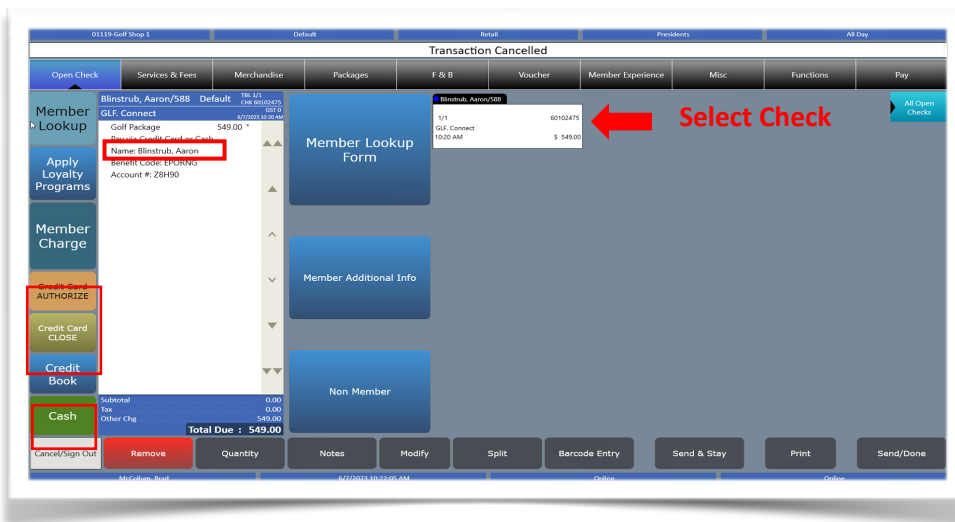 01119-Golf Shop 1 Default Retail Presidents All Day
Transaction Cancelled
Open Check Services & Fees Merchandise Packages F & B Voucher Member Experience Misc Functions Pay
Member
Lookup
Apply
Loyalty
Programs
Member
Charge
Credit Card
AUTHORIZE
Credit Card
CLOSE
Credit
Book
Cash
Cancel/Sign Out
Blinstrub, Aaron/588 Default TBL 1/1
CHK 60102475
GLF. Connect GST 0
6/7/2023 10:20 AM
Golf Package 549.00 *
Pay via Credit Card or Cash
Name: Blinstrub, Aaron
Benefit Code: EPORNG
Account #: Z8H90
Subtotal 0.00
Tax 0.00
Other Chg 549.00
Total Due : 549.00
Member Lookup
Form
Member Additional Info
Non Member
Blinstrub, Aaron/588
1/1 60102475
GLF. Connect
10:20 AM $ 549.00
Select Check
All Open
Checks
Remove Quantity Notes Modify Split Barcode Entry Send & Stay Print Send/Done
McCollum, Brad 6/7/2023 10:22:05 AM Online Online